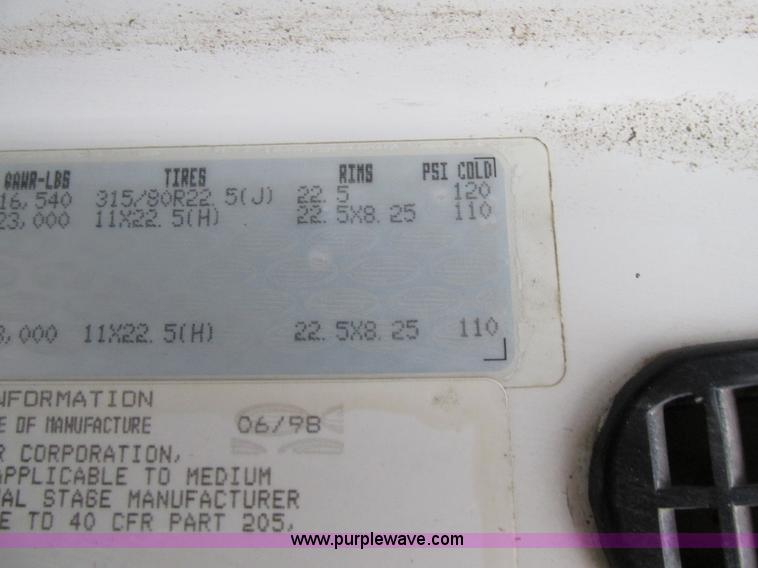 GAWR-LBS TIRES RIMS PSI COLD
16,540 315/80R22.5(J) 22.5 120
23,000 11X22.5(H) 22.5X8.25 110
,000 11X22.5(H) 22.5X8.25 110
NFORMATION
E OF MANUFACTURE 06/98
R CORPORATION,
APPLICABLE TO MEDIUM
AL STAGE MANUFACTURER
E TO 40 CFR PART 205,
www.purplewave.com